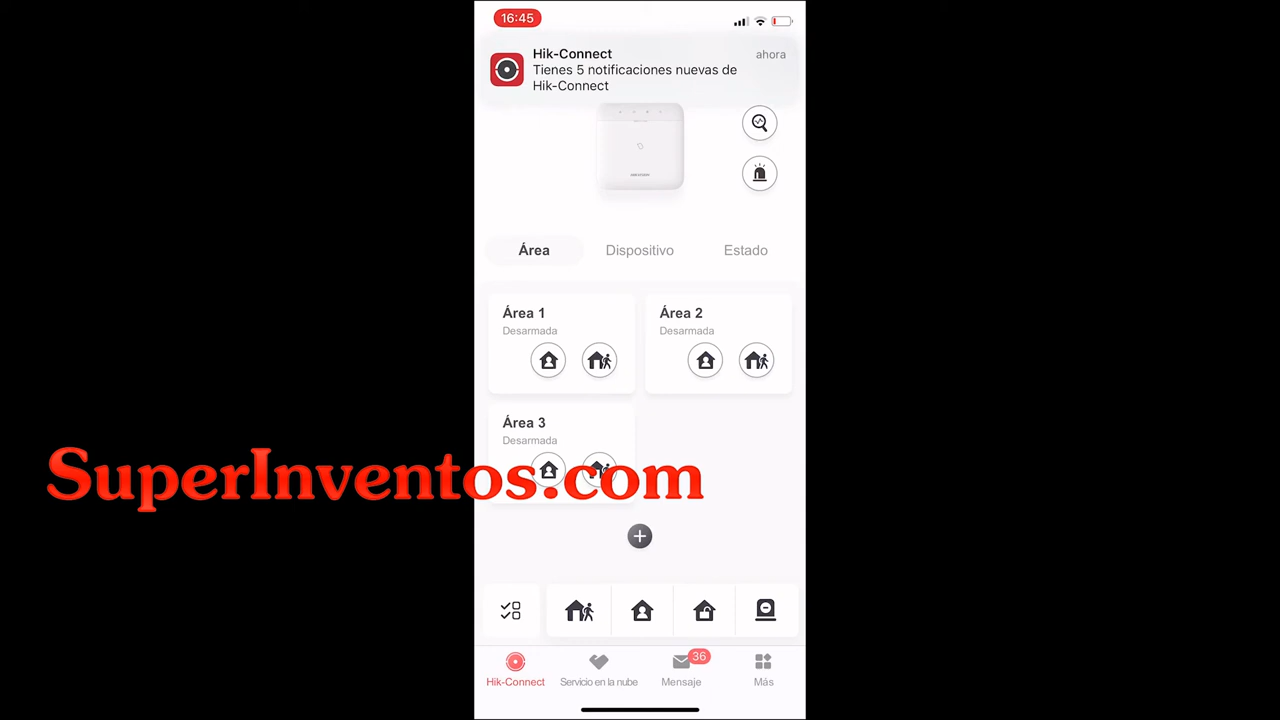 16:45
Hik-Connect
ahora
Tienes 5 notificaciones nuevas de
Hik-Connect
HIKVISION
Área
Dispositivo
Estado
Área 1
Desarmada
Área 2
Desarmada
Área 3
Desarmada
SuperInventos.com
36
Hik-Connect
Servicio en la nube
Mensaje
Más